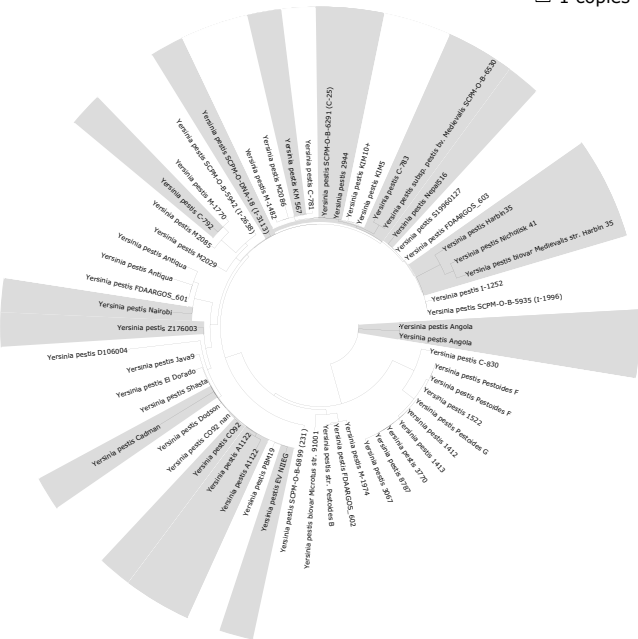 1 copies
Yersinia pestis SCPM-O-B-6291 (C-25)
Yersinia pestis 2944
Yersinia pestis KIM10+
Yersinia pestis KIM5
Yersinia pestis C-783
Yersinia pestis subsp. pestis bv. Medievalis SCPM-O-B-6530
Yersinia pestis Nepal516
Yersinia pestis S19960127
Yersinia pestis FDAARGOS_603
Yersinia pestis Harbin35
Yersinia pestis Nicholisk 41
Yersinia pestis biovar Medievalis str. Harbin 35
Yersinia pestis I-1252
Yersinia pestis SCPM-O-B-5935 (I-1996)
Yersinia pestis Angola
Yersinia pestis Angola
Yersinia pestis C-830
Yersinia pestis Pestoides F
Yersinia pestis Pestoides F
Yersinia pestis 1522
Yersinia pestis Pestoides G
Yersinia pestis 1412
Yersinia pestis 1413
Yersinia pestis 3770
Yersinia pestis 8787
Yersinia pestis 3067
Yersinia pestis M-1974
Yersinia pestis FDAARGOS_602
Yersinia pestis str. Pestoides B
Yersinia pestis biovar Microtus str. 91001
Yersinia pestis SCPM-O-B-6899 (231)
Yersinia pestis EV NIIEG
Yersinia pestis PBM19
Yersinia pestis A1122
Yersinia pestis A1122
Yersinia pestis CO92
Yersinia pestis CO92_nan
Yersinia pestis Dodson
Yersinia pestis Cadman
Yersinia pestis Shasta
Yersinia pestis El Dorado
Yersinia pestis Java9
Yersinia pestis D106004
Yersinia pestis Z176003
Yersinia pestis Nairobi
Yersinia pestis FDAARGOS_601
Yersinia pestis Antiqua
Yersinia pestis Antiqua
Yersinia pestis M2029
Yersinia pestis M2085
Yersinia pestis C-792
Yersinia pestis M-1770
Yersinia pestis SCPM-O-B-5942 (I-2638)
Yersinia pestis SCPM-O-DNA-18 (I-3113)
Yersinia pestis M-1482
Yersinia pestis M2086
Yersinia pestis KM 567
Yersinia pestis C-781